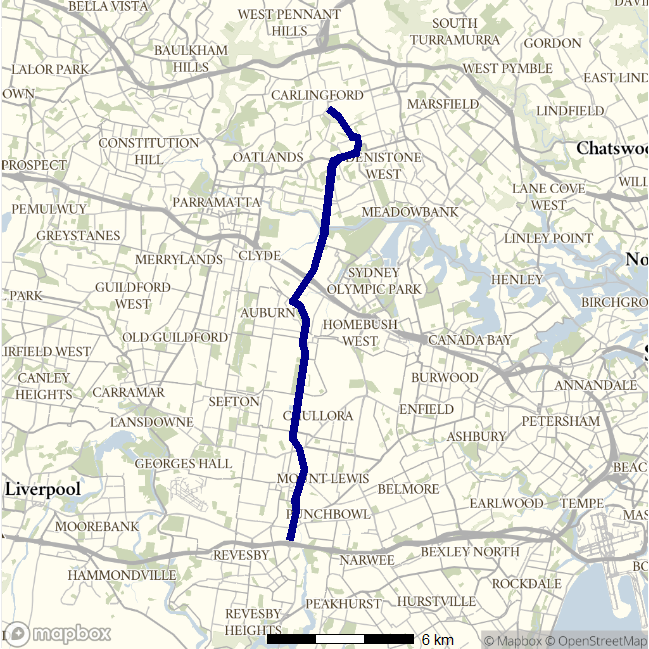 BELLA VISTA
WEST PENNANT
HILLS
SOUTH
TURRAMURRA
BAULKHAM
HILLS
GORDON
LALOR PARK
WEST PYMBLE
EAST LIND
OWN
CARLINGFORD
MARSFIELD
LINDFIELD
CONSTITUTION
HILL
Chatswoo
OATLANDS
DENISTONE
WEST
PROSPECT
LANE COVE
WEST
WILL
PEMULWUY
PARRAMATTA
MEADOWBANK
GREYSTANES
LINLEY POINT
MERRYLANDS
CLYDE
No
SYDNEY
OLYMPIC PARK
HENLEY
PARK
GUILDFORD
WEST
BIRCHGRO
AUBURN
OLD GUILDFORD
HOMEBUSH
WEST
CANADA BAY
S
AIRFIELD WEST
CANLEY
HEIGHTS
CARRAMAR
BURWOOD
ANNANDALE
SEFTON
CHULLORA
ENFIELD
LANSDOWNE
PETERSHAM
ASHBURY
GEORGES HALL
BEAC
Liverpool
MOUNT LEWIS
BELMORE
EARLWOOD
TEMPE
MAS
MOOREBANK
PUNCHBOWL
REVESBY
NARWEE
BEXLEY NORTH
HAMMONDVILLE
ROCKDALE
PEAKHURST
HURSTVILLE
REVESBY
HEIGHTS
mapbox
6 km
© Mapbox © OpenStreetMap